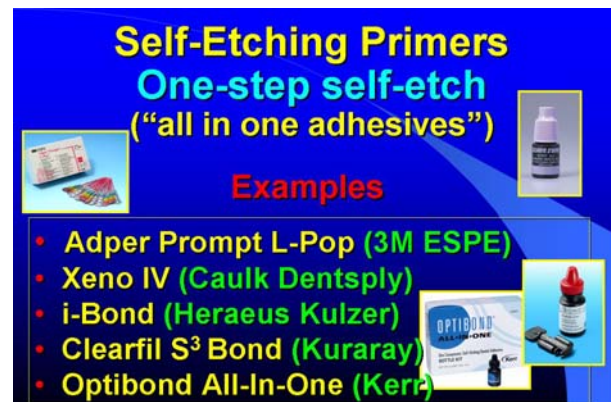 Self-Etching Primers
One-step self-etch
("all in one adhesives")
Examples
• Adper Prompt L-Pop (3M ESPE)
• Xeno IV (Caulk Dentsply)
• i-Bond (Heraeus Kulzer)
• Clearfil S³ Bond (Kuraray)
• Optibond All-In-One (Kerr)
OPTIBOND
ALL-IN-ONE
Kerr